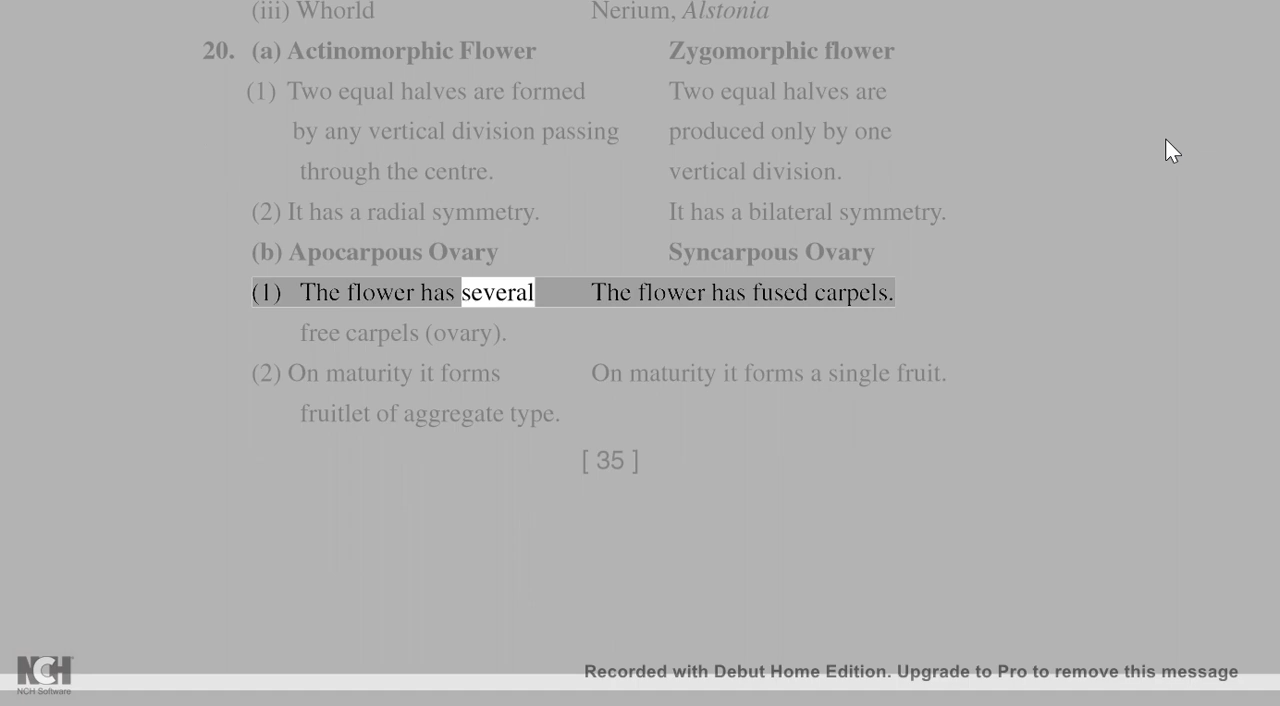 (iii) Whorld Nerium, Alstonia
20. (a) Actinomorphic Flower Zygomorphic flower
(1) Two equal halves are formed Two equal halves are
by any vertical division passing produced only by one
through the centre. vertical division.
(2) It has a radial symmetry. It has a bilateral symmetry.
(b) Apocarpous Ovary Syncarpous Ovary
(1) The flower has several The flower has fused carpels.
free carpels (ovary).
(2) On maturity it forms On maturity it forms a single fruit.
fruitlet of aggregate type.
[ 35 ]
NCH
NCH Software
Recorded with Debut Home Edition. Upgrade to Pro to remove this message